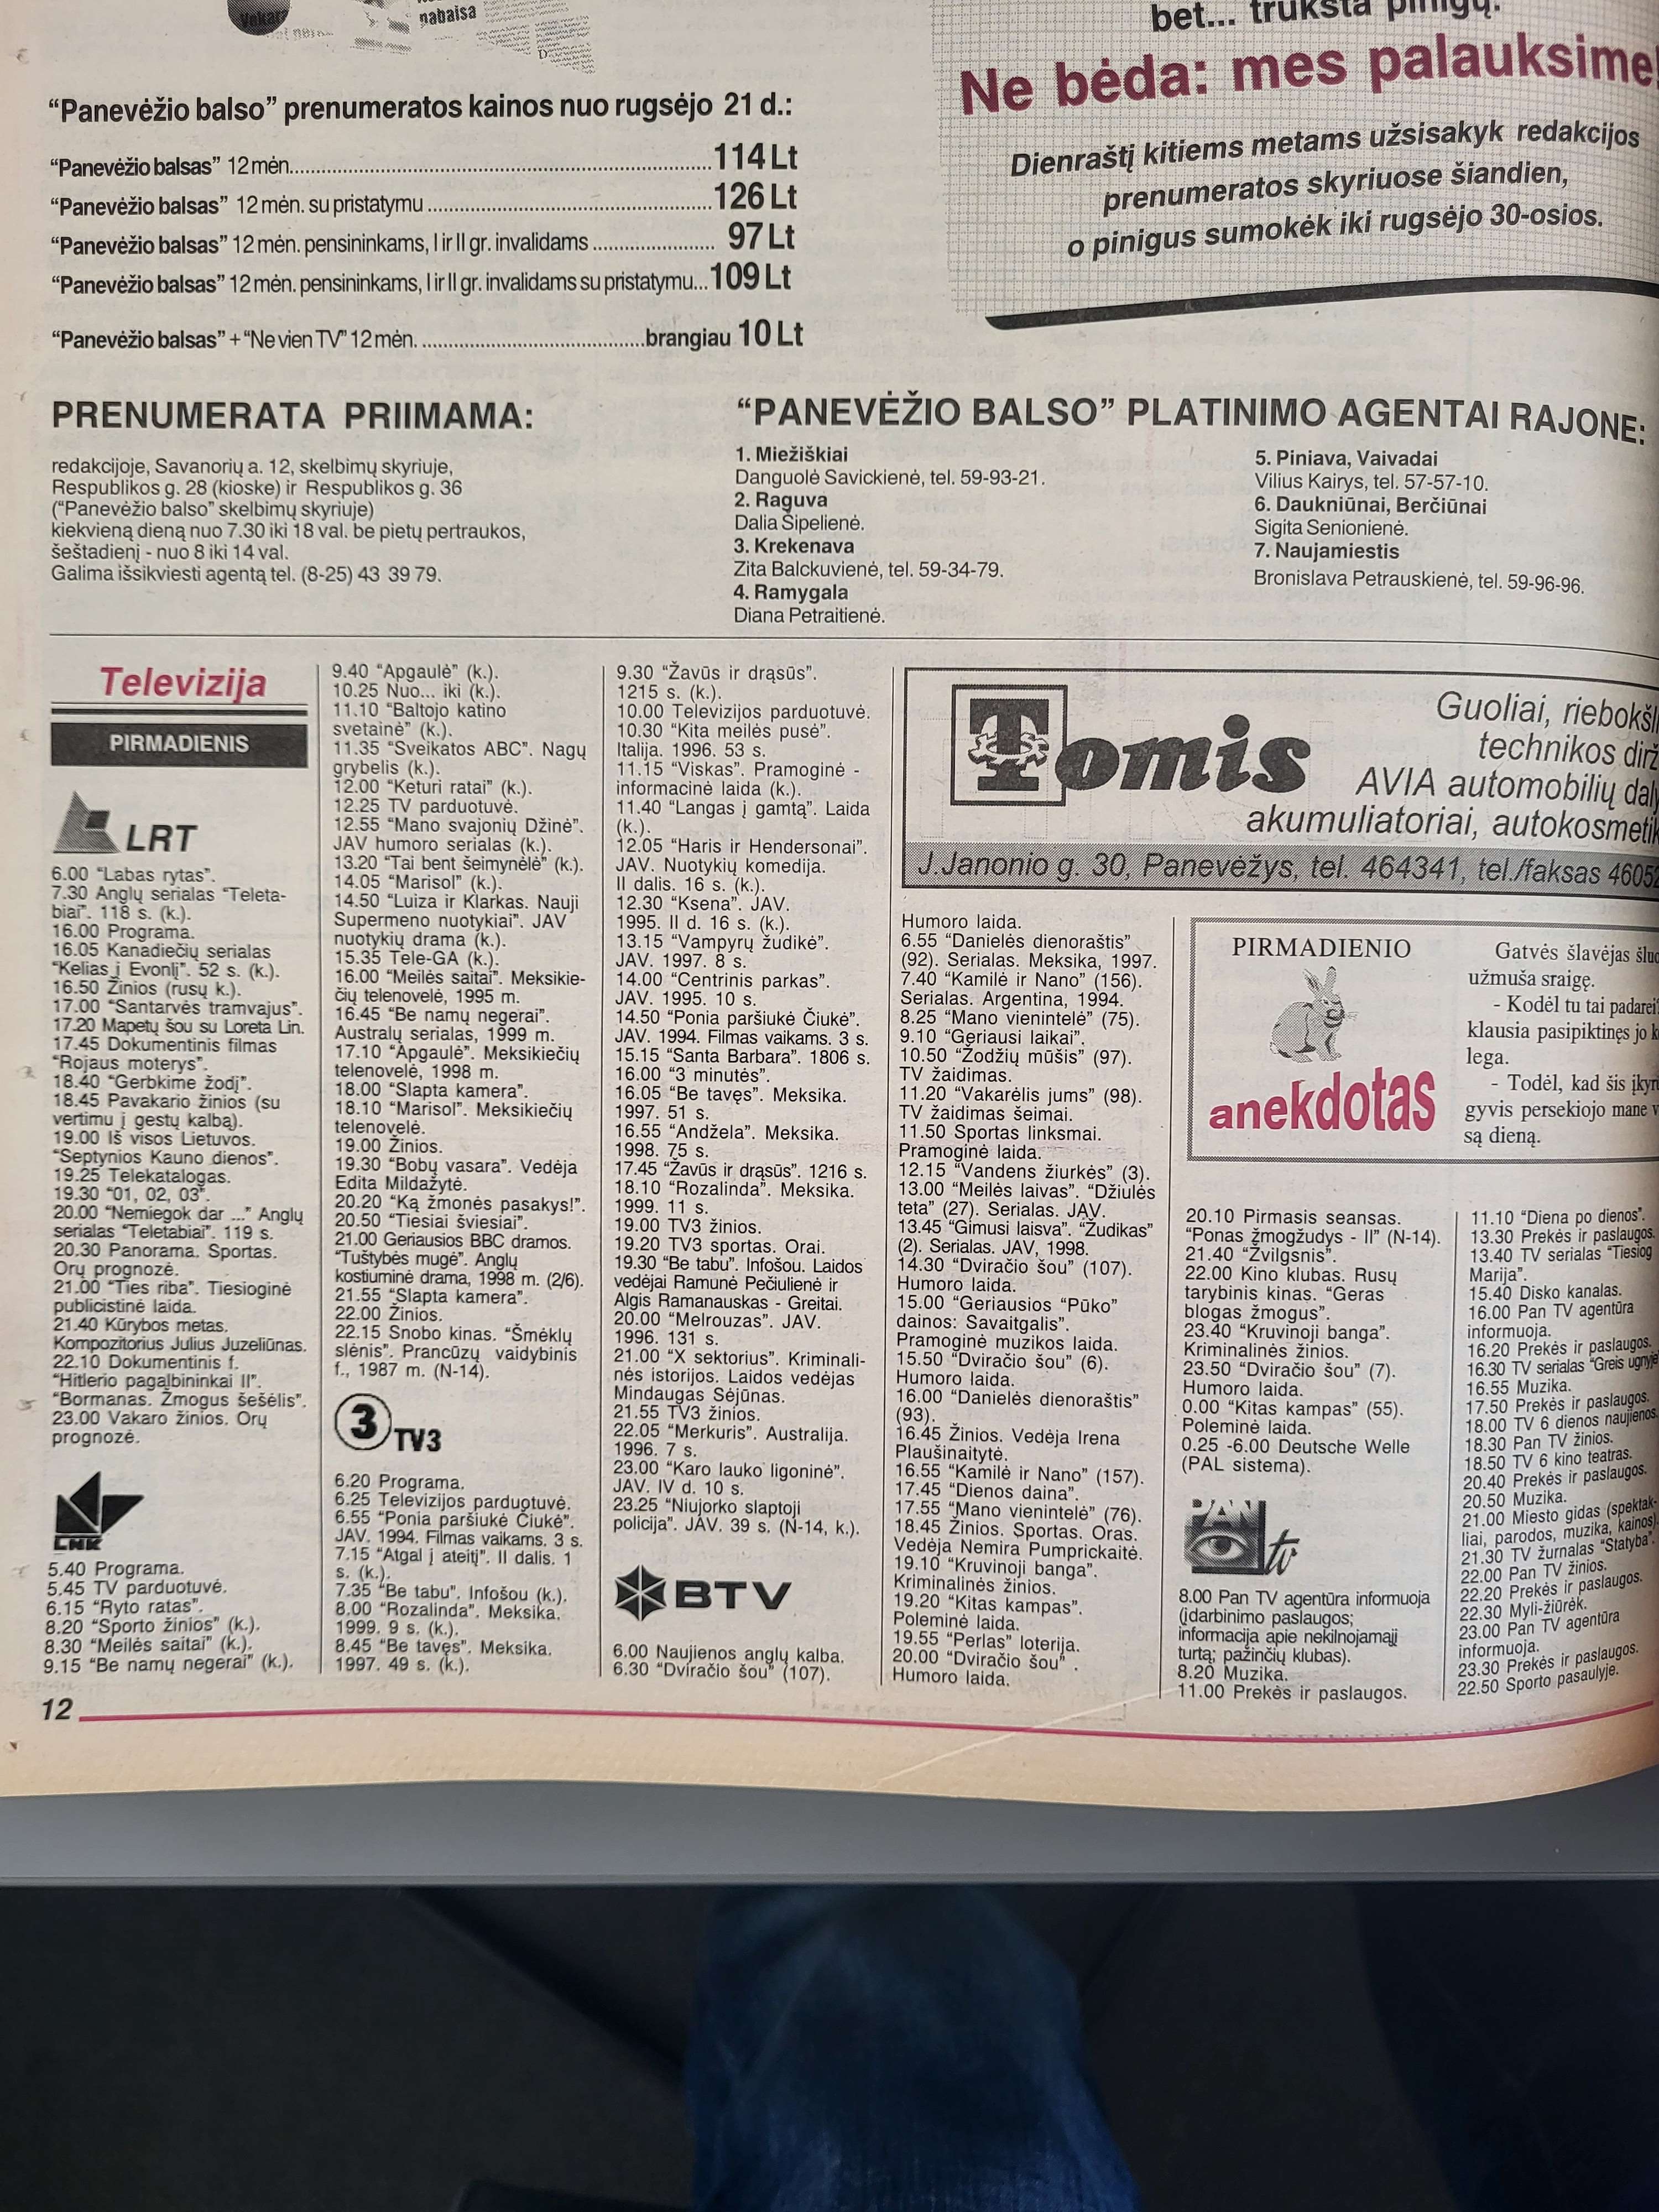 Vakaro
pabaisa
bet... trūksta pinigų.
Ne bėda: mes palauksime!
Dienraštį kitiems metams užsisakyk redakcijos
prenumeratos skyriuose šiandien,
o pinigus sumokėk iki rugsėjo 30-osios.
“Panevėžio balso” prenumeratos kainos nuo rugsėjo 21 d.:
“Panevėžio balsas” 12 mėn. 114 Lt
“Panevėžio balsas” 12 mėn. su pristatymu 126 Lt
“Panevėžio balsas” 12 mėn. pensininkams, I ir II gr. invalidams 97 Lt
“Panevėžio balsas” 12 mėn. pensininkams, I ir II gr. invalidams su pristatymu... 109 Lt
“Panevėžio balsas” + “Ne vien TV” 12 mėn. brangiau 10 Lt
PRENUMERATA PRIIMAMA:
redakcijoje, Savanorių a. 12, skelbimų skyriuje,
Respublikos g. 28 (kioske) ir Respublikos g. 36
(“Panevėžio balso” skelbimų skyriuje)
kiekvieną dieną nuo 7.30 iki 18 val. be pietų pertraukos,
šeštadienį - nuo 8 iki 14 val.
Galima išsikviesti agentą tel. (8-25) 43 39 79.
“PANEVĖŽIO BALSO” PLATINIMO AGENTAI RAJONE:
1. Miežiškiai
Danguolė Savickienė, tel. 59-93-21.
2. Raguva
Dalia Šipelienė.
3. Krekenava
Zita Balckuvienė, tel. 59-34-79.
4. Ramygala
Diana Petraitienė.
5. Piniava, Vaivadai
Vilius Kairys, tel. 57-57-10.
6. Daukniūnai, Berčiūnai
Sigita Senionienė.
7. Naujamiestis
Bronislava Petrauskienė, tel. 59-96-96.
Televizija
PIRMADIENIS
LRT
6.00 “Labas rytas”.
7.30 Anglų serialas “Teleta-
biai”. 118 s. (k.).
16.00 Programa.
16.05 Kanadiečių serialas
“Kelias į Evonlį”. 52 s. (k.).
16.50 Žinios (rusų k.).
17.00 “Santarvės tramvajus”.
17.20 Mapetų šou su Loreta Lin.
17.45 Dokumentinis filmas
“Rojaus moterys”.
18.40 “Gerbkime žodį”.
18.45 Pavakario žinios (su
vertimu į gestų kalbą).
19.00 Iš visos Lietuvos.
“Septynios Kauno dienos”.
19.25 Telekatalogas.
19.30 “01, 02, 03”.
20.00 “Nemiegok dar ...” Anglų
serialas “Teletabiai”. 119 s.
20.30 Panorama. Sportas.
Orų prognozė.
21.00 “Ties riba”. Tiesioginė
publicistinė laida.
21.40 Kūrybos metas.
Kompozitorius Julius Juzeliūnas.
22.10 Dokumentinis f.
“Hitlerio pagalbininkai II”.
“Bormanas. Žmogus šešėlis”.
23.00 Vakaro žinios. Orų
prognozė.
LNK
5.40 Programa.
5.45 TV parduotuvė.
6.15 “Ryto ratas”.
8.20 “Sporto žinios” (k.).
8.30 “Meilės saitai” (k.).
9.15 “Be namų negerai” (k.).
9.40 “Apgaulė” (k.).
10.25 Nuo... iki (k.).
11.10 “Baltojo katino
svetainė” (k.).
11.35 “Sveikatos ABC”. Nagų
grybelis (k.).
12.00 “Keturi ratai” (k.).
12.25 TV parduotuvė.
12.55 “Mano svajonių Džinė”.
JAV humoro serialas (k.).
13.20 “Tai bent šeimynėlė” (k.).
14.05 “Marisol” (k.).
14.50 “Luiza ir Klarkas. Nauji
Supermeno nuotykiai”. JAV
nuotykių drama (k.).
15.35 Tele-GA (k.).
16.00 “Meilės saitai”. Meksikie-
čių telenovelė, 1995 m.
16.45 “Be namų negerai”.
Australų serialas, 1999 m.
17.10 “Apgaulė”. Meksikiečių
telenovelė, 1998 m.
18.00 “Slapta kamera”.
18.10 “Marisol”. Meksikiečių
telenovelė.
19.00 Žinios.
19.30 “Bobų vasara”. Vedėja
Edita Mildažytė.
20.20 “Ką žmonės pasakys!”.
20.50 “Tiesiai šviesiai”.
21.00 Geriausios BBC dramos.
“Tuštybės mugė”. Anglų
kostiuminė drama, 1998 m. (2/6).
21.55 “Slapta kamera”.
22.00 Žinios.
22.15 Snobo kinas. “Šmėklų
slėnis”. Prancūzų vaidybinis
f., 1987 m. (N-14).
3 TV3
6.20 Programa.
6.25 Televizijos parduotuvė.
6.55 “Ponia paršiukė Čiukė”.
JAV. 1994. Filmas vaikams. 3 s.
7.15 “Atgal į ateitį”. II dalis. 1
s. (k.).
7.35 “Be tabu”. Infošou (k.).
8.00 “Rozalinda”. Meksika.
1999. 9 s. (k.).
8.45 “Be tavęs”. Meksika.
1997. 49 s. (k.).
9.30 “Žavūs ir drąsūs”.
1215 s. (k.).
10.00 Televizijos parduotuvė.
10.30 “Kita meilės pusė”.
Italija. 1996. 53 s.
11.15 “Viskas”. Pramoginė -
informacinė laida (k.).
11.40 “Langas į gamtą”. Laida
(k.).
12.05 “Haris ir Hendersonai”.
JAV. Nuotykių komedija.
II dalis. 16 s. (k.).
12.30 “Ksena”. JAV.
1995. II d. 16 s. (k.).
13.15 “Vampyrų žudikė”.
JAV. 1997. 8 s.
14.00 “Centrinis parkas”.
JAV. 1995. 10 s.
14.50 “Ponia paršiukė Čiukė”.
JAV. 1994. Filmas vaikams. 3 s.
15.15 “Santa Barbara”. 1806 s.
16.00 “3 minutės”.
16.05 “Be tavęs”. Meksika.
1997. 51 s.
16.55 “Andžela”. Meksika.
1998. 75 s.
17.45 “Žavūs ir drąsūs”. 1216 s.
18.10 “Rozalinda”. Meksika.
1999. 11 s.
19.00 TV3 žinios.
19.20 TV3 sportas. Orai.
19.30 “Be tabu”. Infošou. Laidos
vedėjai Ramunė Pečiulienė ir
Algis Ramanauskas - Greitai.
20.00 “Melrouzas”. JAV.
1996. 131 s.
21.00 “X sektorius”. Kriminali-
nės istorijos. Laidos vedėjas
Mindaugas Sėjūnas.
21.55 TV3 žinios.
22.05 “Merkuris”. Australija.
1996. 7 s.
23.00 “Karo lauko ligoninė”.
JAV. IV d. 10 s.
23.25 “Niujorko slaptoji
policija”. JAV. 39 s. (N-14, k.).
BTV
6.00 Naujienos anglų kalba.
6.30 “Dviračio šou” (107).
Tomis
Guoliai,
technikos
AVIA automobilių
akumuliatoriai,
J.Janonio g. 30, Panevėžys, tel. 464341, tel./faksas 46052
Humoro laida.
6.55 “Danielės dienoraštis”
(92). Serialas. Meksika, 1997.
7.40 “Kamilė ir Nano” (156).
Serialas. Argentina, 1994.
8.25 “Mano vienintelė” (75).
9.10 “Geriausi laikai”.
10.50 “Žodžių mūšis” (97).
TV žaidimas.
11.20 “Vakarėlis jums” (98).
TV žaidimas šeimai.
11.50 Sportas linksmai.
Pramoginė laida.
12.15 “Vandens žiurkės” (3).
13.00 “Meilės laivas”. “Džiulės
teta” (27). Serialas. JAV.
13.45 “Gimusi laisva”. “Žudikas”
(2). Serialas. JAV, 1998.
14.30 “Dviračio šou” (107).
Humoro laida.
15.00 “Geriausios “Pūko”
dainos: Savaitgalis”.
Pramoginė muzikos laida.
15.50 “Dviračio šou” (6).
Humoro laida.
16.00 “Danielės dienoraštis”
(93).
16.45 Žinios. Vedėja Irena
Plaušinaitytė.
16.55 “Kamilė ir Nano” (157).
17.45 “Dienos daina”.
17.55 “Mano vienintelė” (76).
18.45 Žinios. Sportas. Oras.
Vedėja Nemira Pumprickaitė.
19.10 “Kruvinoji banga”.
Kriminalinės žinios.
19.20 “Kitas kampas”.
Poleminė laida.
19.55 “Perlas” loterija.
20.00 “Dviračio šou” .
Humoro laida.
PIRMADIENIO
anekdotas
Gatvės šlavėjas
užmuša sraigę.
- Kodėl tu tai padarei?
klausia pasipiktinęs jo ko
lega.
- Todėl, kad šis
gyvis persekiojo mane
są dieną.
20.10 Pirmasis seansas.
“Ponas žmogžudys - II” (N-14).
21.40 “Žvilgsnis”.
22.00 Kino klubas. Rusų
tarybinis kinas. “Geras
blogas žmogus”.
23.40 “Kruvinoji banga”.
Kriminalinės žinios.
23.50 “Dviračio šou” (7).
Humoro laida.
0.00 “Kitas kampas” (55).
Poleminė laida.
0.25 -6.00 Deutsche Welle
(PAL sistema).
PAN tv
8.00 Pan TV agentūra informuoja
(įdarbinimo paslaugos;
informacija apie nekilnojamąjį
turtą; pažinčių klubas).
8.20 Muzika.
11.00 Prekės ir paslaugos.
11.10 “Diena po dienos”.
13.30 Prekės ir paslaugos.
13.40 TV serialas “Tiesiog
Marija”.
15.40 Disko kanalas.
16.00 Pan TV agentūra
informuoja.
16.20 Prekės ir paslaugos.
16.30 TV serialas “Greis ugnyje
16.55 Muzika.
17.50 Prekės ir paslaugos.
18.00 TV 6 dienos naujienos.
18.30 Pan TV žinios.
18.50 TV 6 kino teatras.
20.40 Prekės ir paslaugos.
20.50 Muzika.
21.00 Miesto gidas (spektak-
liai, parodos, muzika, kainos).
21.30 TV žurnalas “Statyba”.
22.00 Pan TV žinios.
22.20 Prekės ir paslaugos.
22.30 Myli-žiūrėk.
23.00 Pan TV agentūra
informuoja.
23.30 Prekės ir paslaugos.
22.50 Sporto pasaulyje.
12